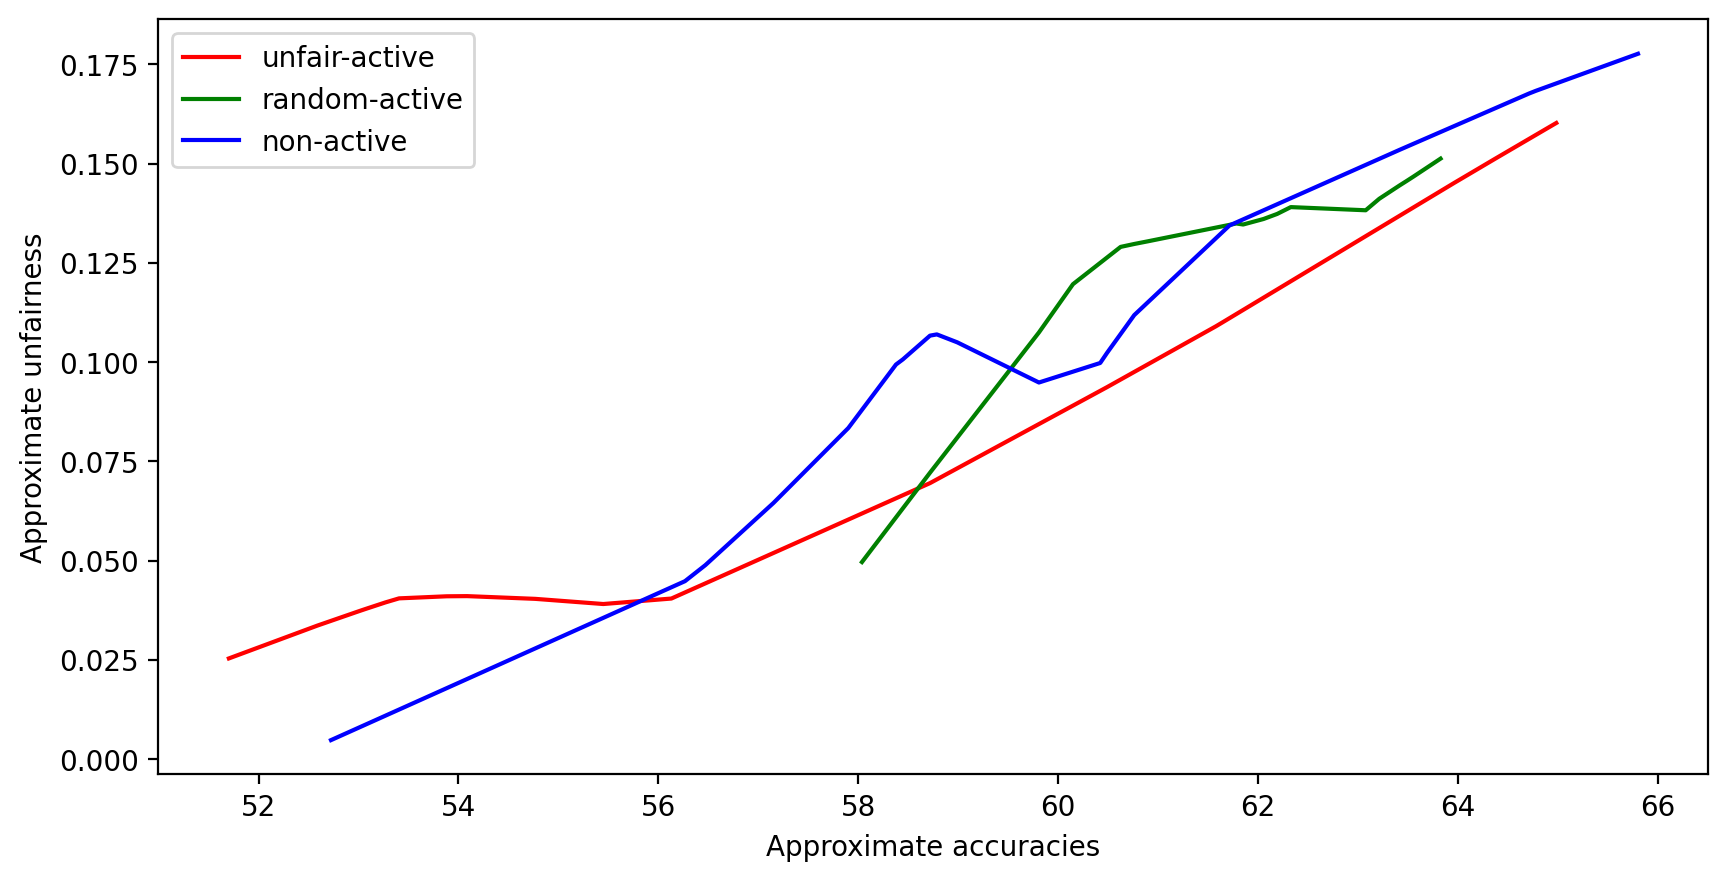 unfair-active
random-active
non-active
0.175
0.150
0.125
0.100
0.075
0.050
0.025
0.000
Approximate unfairness
52 54 56 58 60 62 64 66
Approximate accuracies